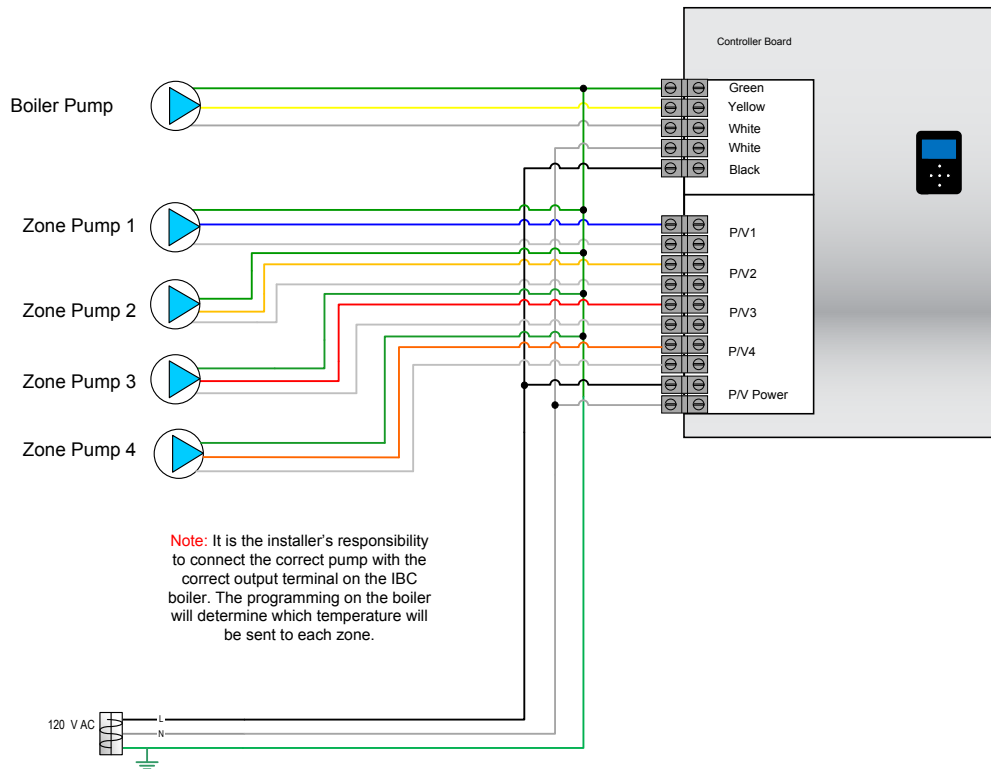 Controller Board
Boiler Pump
Green
Yellow
White
White
Black
Zone Pump 1
P/V1
Zone Pump 2
P/V2
Zone Pump 3
P/V3
Zone Pump 4
P/V4
P/V Power
Note: It is the installer's responsibility
to connect the correct pump with the
correct output terminal on the IBC
boiler. The programming on the boiler
will determine which temperature will
be sent to each zone.
120 V AC
L
N